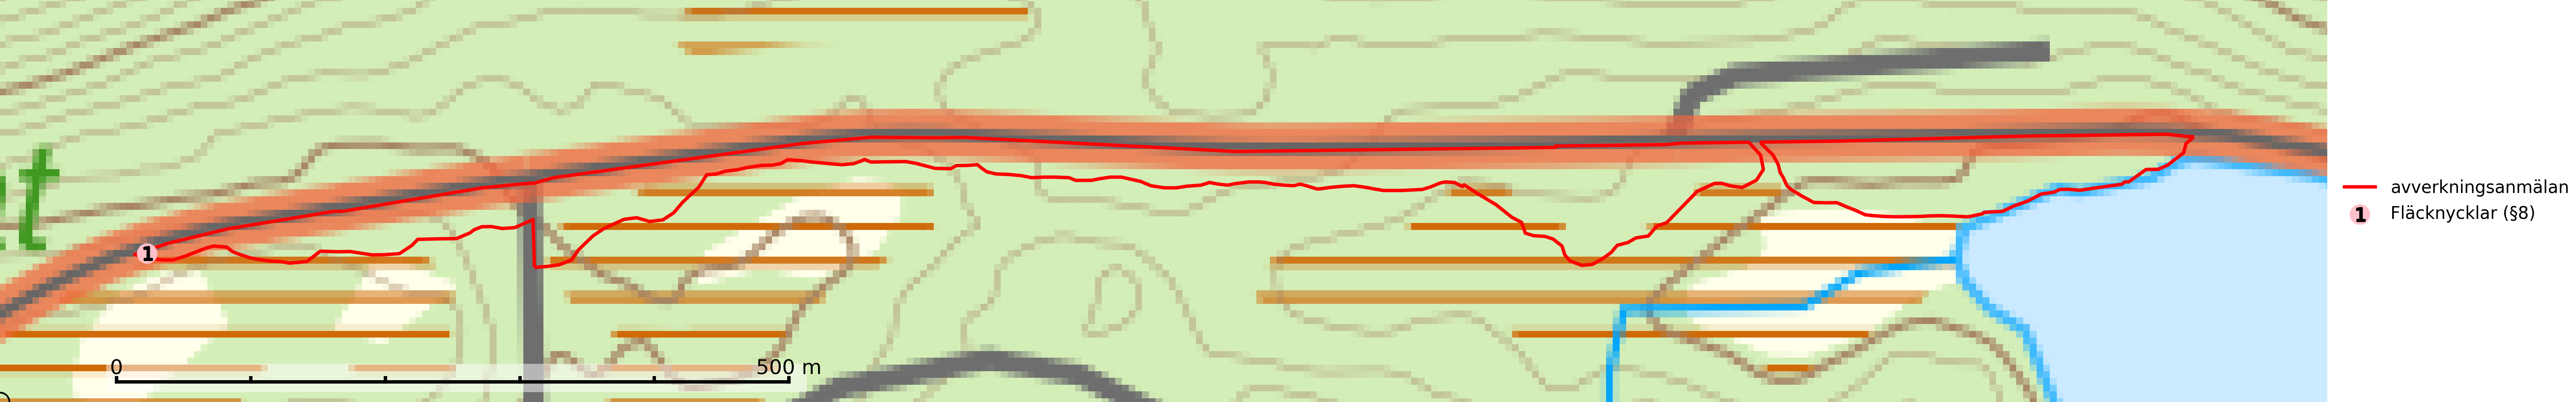 t
1
0 500 m
avverkningsanmälan
1 Fläcknycklar (§8)